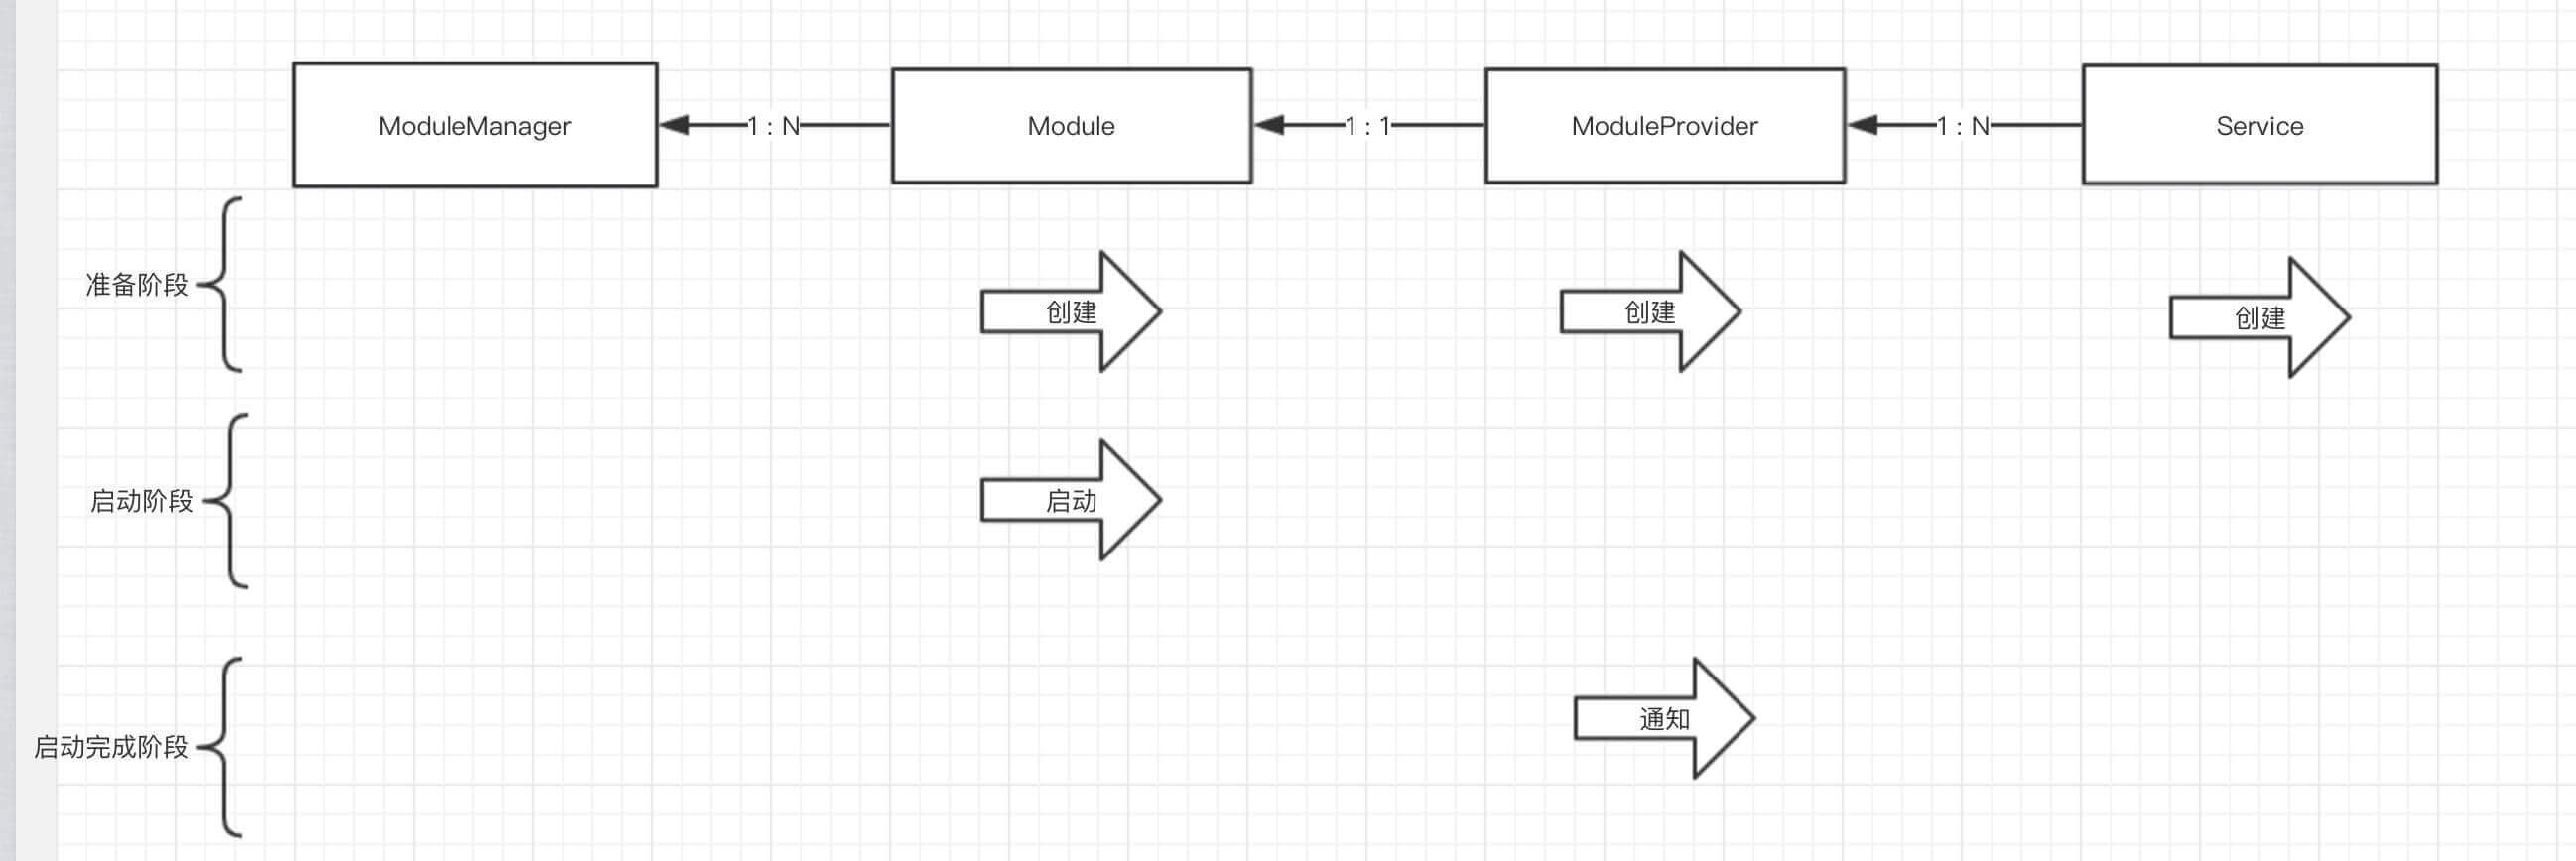 ModuleManager
1 : N
Module
1 : 1
ModuleProvider
1 : N
Service
准备阶段
创建
创建
创建
启动阶段
启动
启动完成阶段
通知